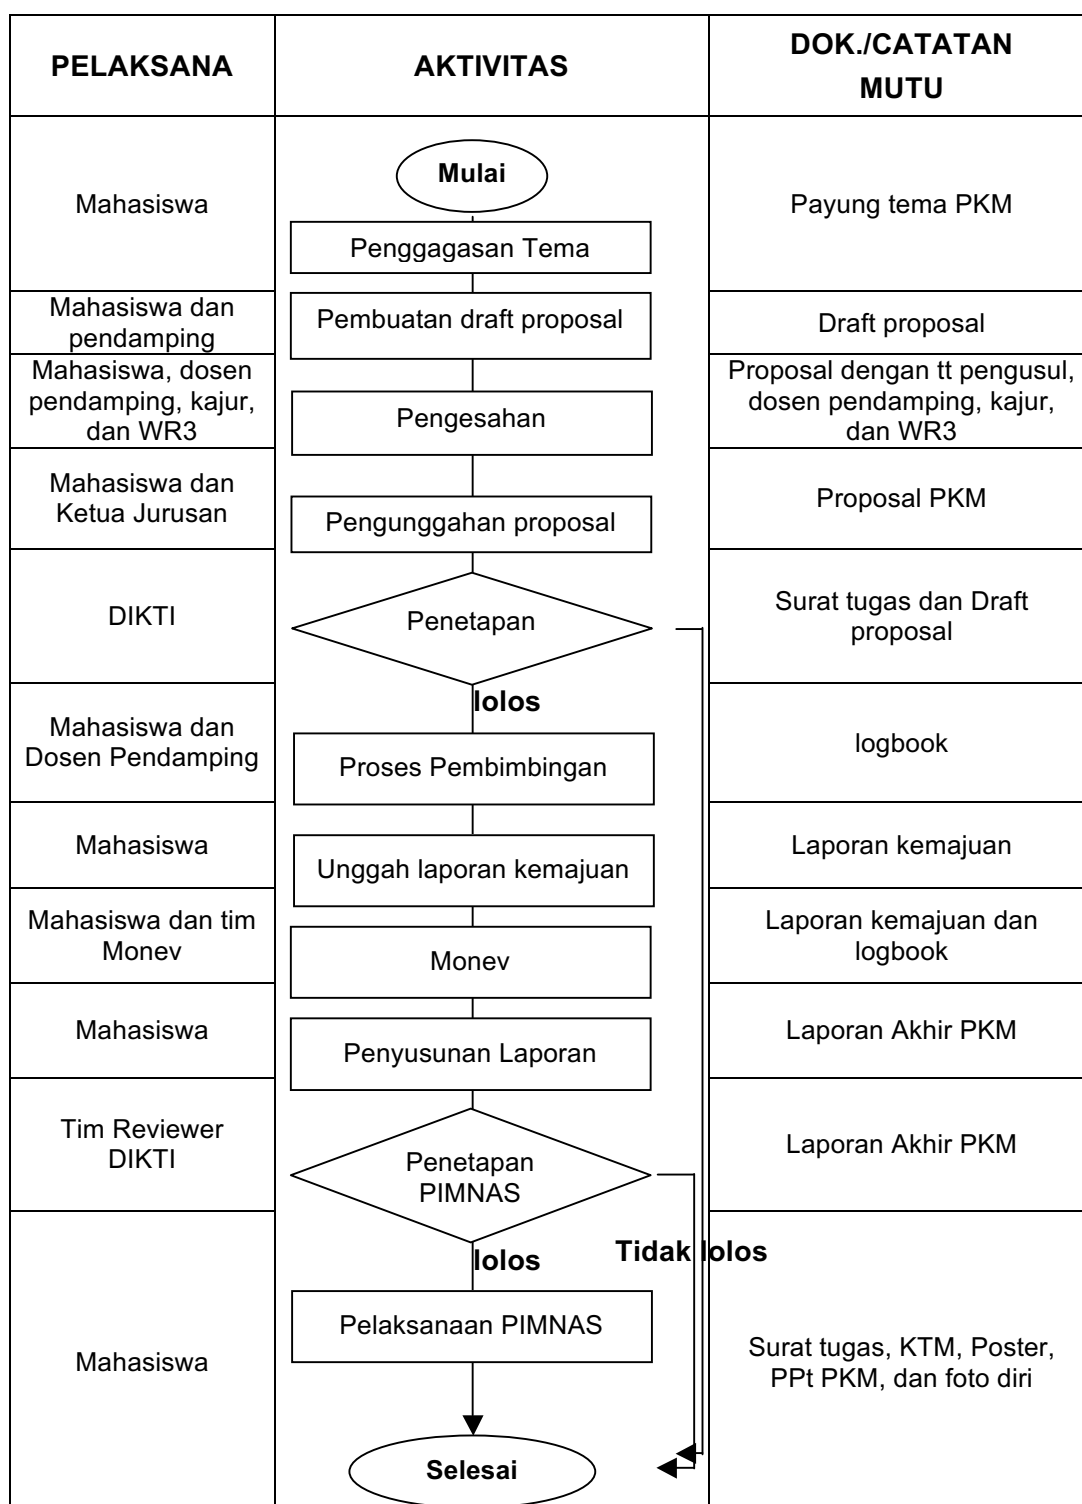 PELAKSANA
AKTIVITAS
DOK./CATATAN
MUTU
Mahasiswa
Mulai
Penggagasan Tema
Payung tema PKM
Mahasiswa dan
pendamping
Pembuatan draft proposal
Draft proposal
Mahasiswa, dosen
pendamping, kajur,
dan WR3
Pengesahan
Proposal dengan tt pengusul,
dosen pendamping, kajur,
dan WR3
Mahasiswa dan
Ketua Jurusan
Pengunggahan proposal
Proposal PKM
DIKTI
Penetapan
Surat tugas dan Draft
proposal
lolos
Mahasiswa dan
Dosen Pendamping
Proses Pembimbingan
logbook
Mahasiswa
Unggah laporan kemajuan
Laporan kemajuan
Mahasiswa dan tim
Monev
Monev
Laporan kemajuan dan
logbook
Mahasiswa
Penyusunan Laporan
Laporan Akhir PKM
Tim Reviewer
DIKTI
Penetapan
PIMNAS
Laporan Akhir PKM
lolos
Tidak lolos
Mahasiswa
Pelaksanaan PIMNAS
Surat tugas, KTM, Poster,
PPt PKM, dan foto diri
Selesai